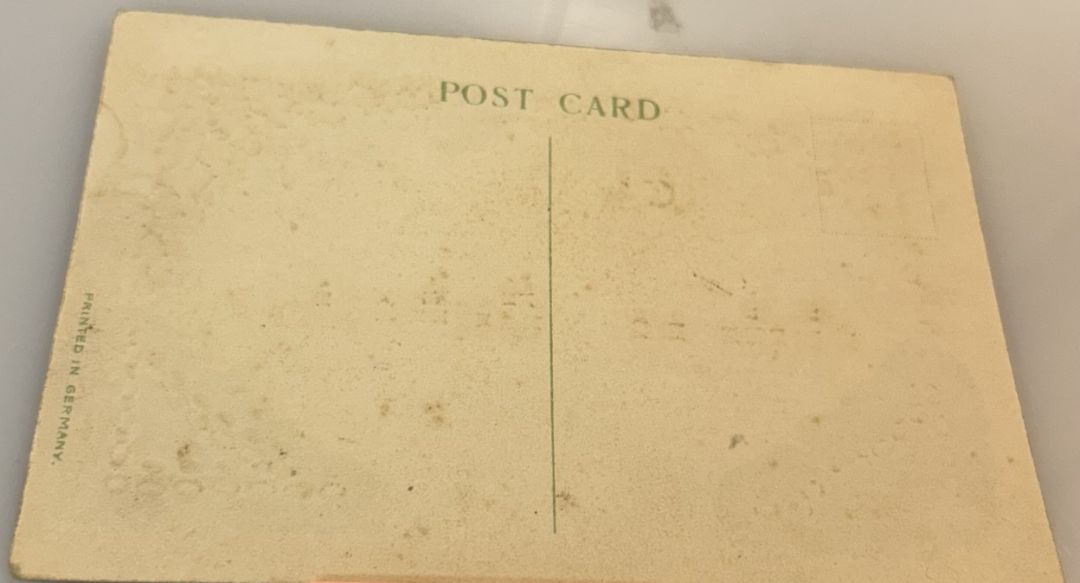 POST CARD
PRINTED IN GERMANY.